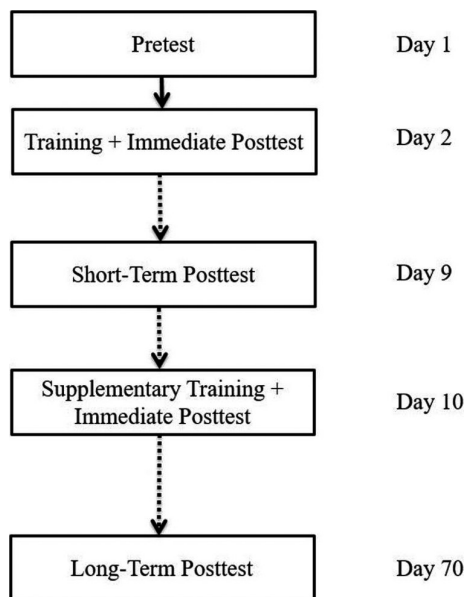 Pretest Day 1
Training + Immediate Posttest Day 2
Short-Term Posttest Day 9
Supplementary Training +
Immediate Posttest Day 10
Long-Term Posttest Day 70